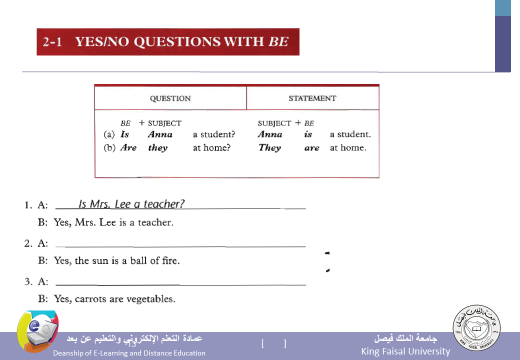 2-1 YES/NO QUESTIONS WITH BE
QUESTION STATEMENT
BE + SUBJECT SUBJECT + BE
(a) Is Anna a student? Anna is a student.
(b) Are they at home? They are at home.
1. A: Is Mrs. Lee a teacher?
B: Yes, Mrs. Lee is a teacher.
2. A:
B: Yes, the sun is a ball of fire.
3. A:
B: Yes, carrots are vegetables.
عمادة التعلم الإلكتروني والتعليم عن بعد
Deanship of E-Learning and Distance Education
[ ]
جامعة الملك فيصل
King Faisal University